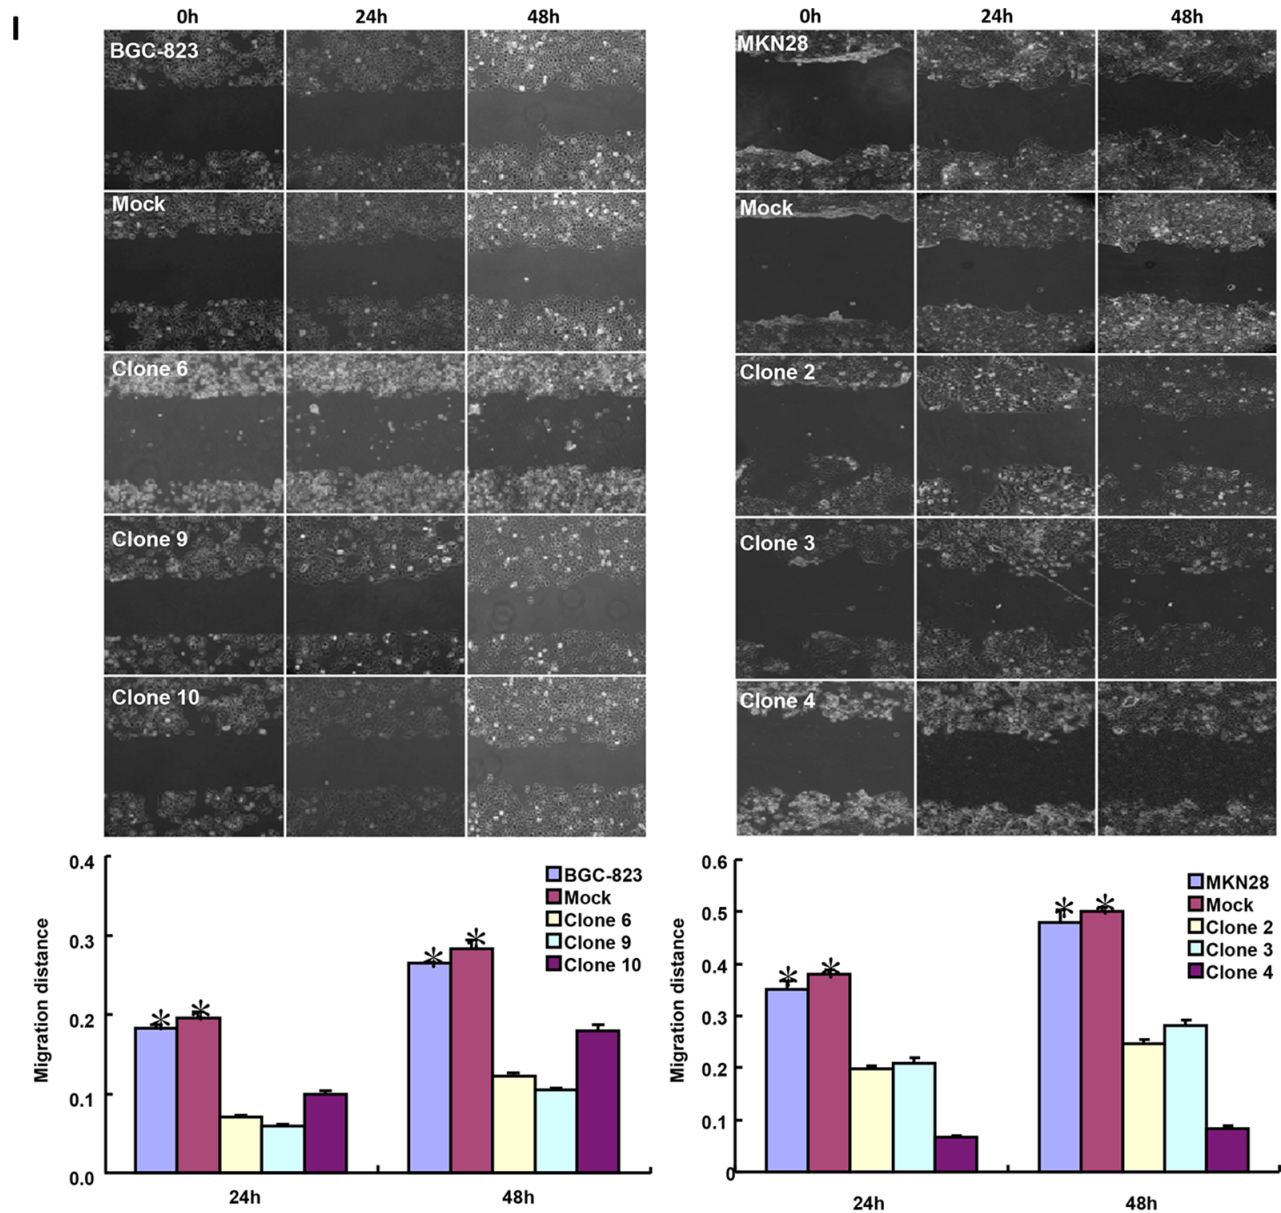 I
0h 24h 48h
BGC-823
Mock
Clone 6
Clone 9
Clone 10
0h 24h 48h
MKN28
Mock
Clone 2
Clone 3
Clone 4
Migration distance
0.4
0.3
0.2
0.1
0.0
24h 48h
BGC-823
Mock
Clone 6
Clone 9
Clone 10
* *
* *
Migration distance
0.6
0.5
0.4
0.3
0.2
0.1
0
24h 48h
MKN28
Mock
Clone 2
Clone 3
Clone 4
* *
* *